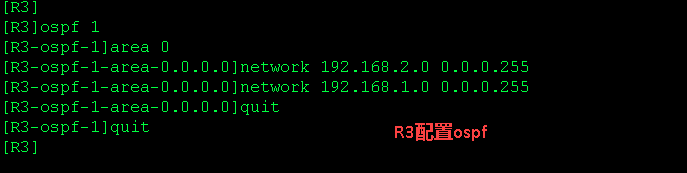 [R3]
[R3]ospf 1
[R3-ospf-1]area 0
[R3-ospf-1-area-0.0.0.0]network 192.168.2.0 0.0.0.255
[R3-ospf-1-area-0.0.0.0]network 192.168.1.0 0.0.0.255
[R3-ospf-1-area-0.0.0.0]quit
[R3-ospf-1]quit
R3配置ospf
[R3]